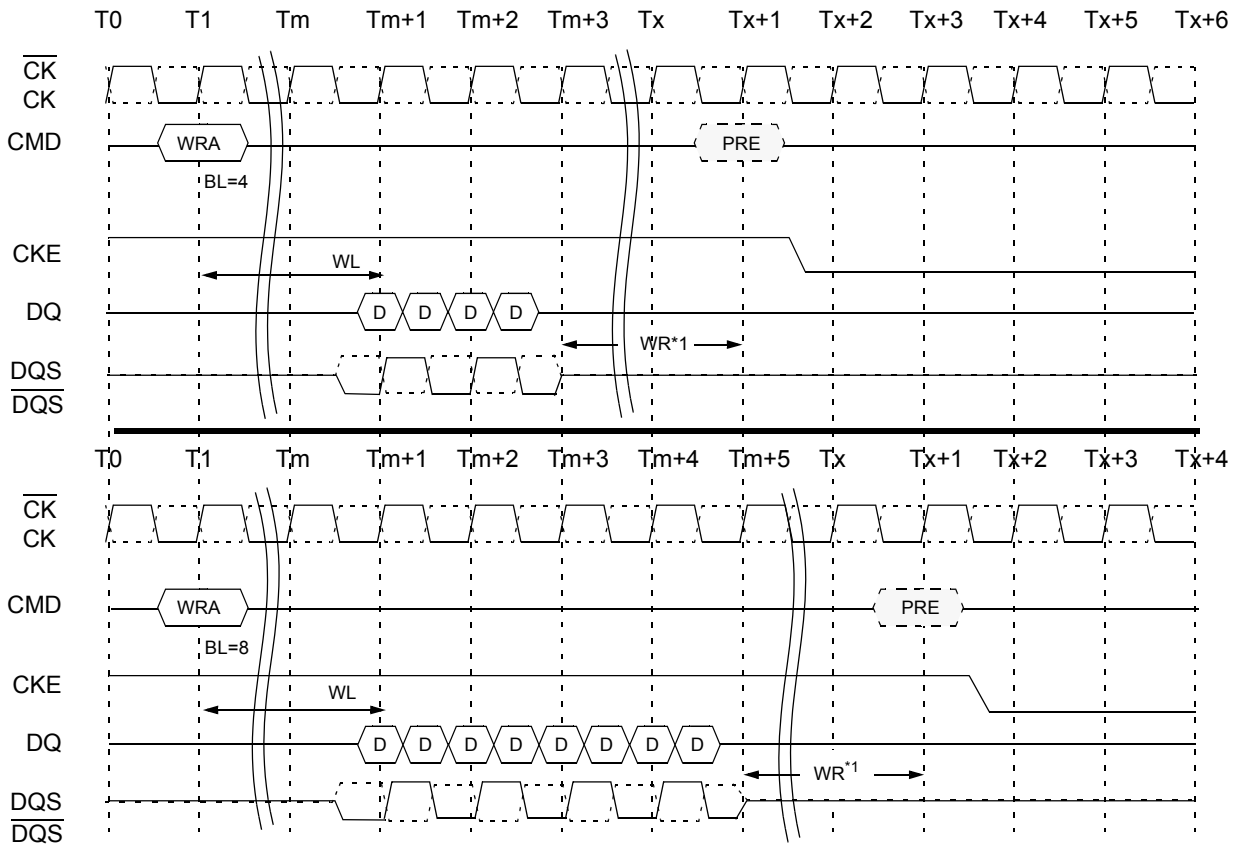 T0 T1 Tm Tm+1 Tm+2 Tm+3 Tx Tx+1 Tx+2 Tx+3 Tx+4 Tx+5 Tx+6
CK
CK
CMD WRA PRE
BL=4
CKE
WL
DQ D D D D
WR*1
DQS
DQS
T0 T1 Tm Tm+1 Tm+2 Tm+3 Tm+4 Tm+5 Tx Tx+1 Tx+2 Tx+3 Tx+4
CK
CK
CMD WRA PRE
BL=8
CKE
WL
DQ D D D D D D D D
WR*1
DQS
DQS